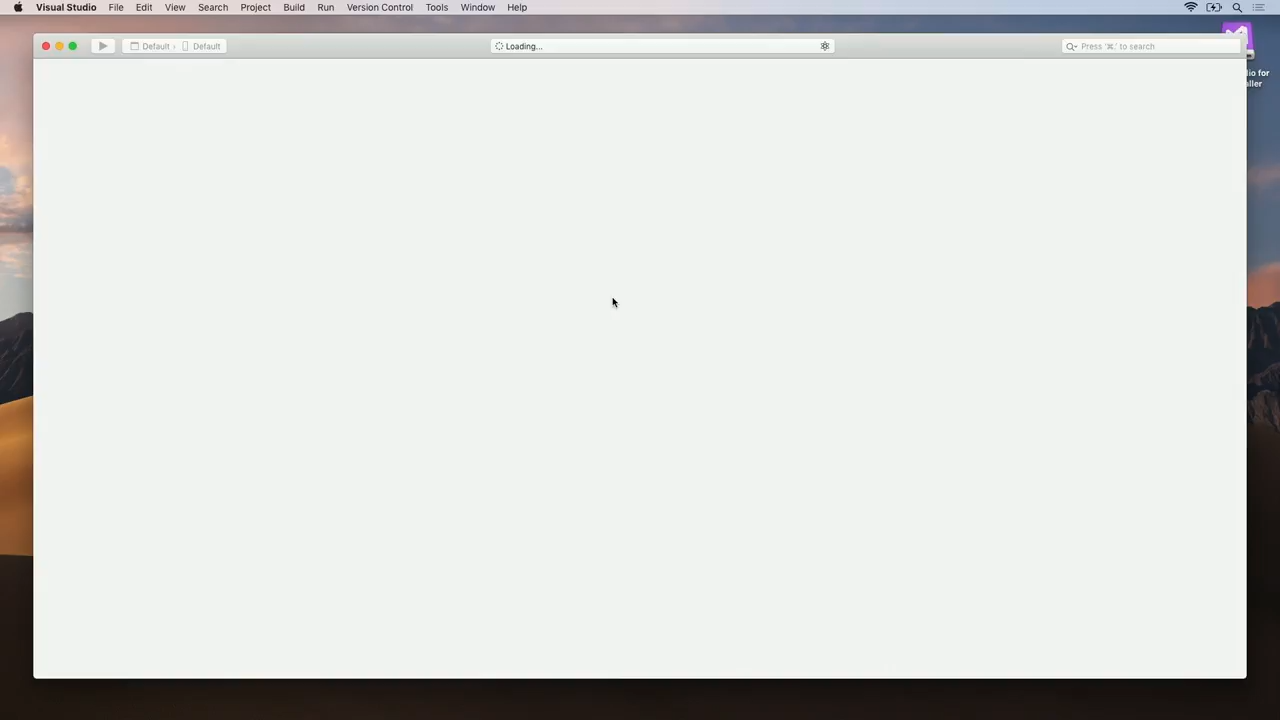 Visual Studio File Edit View Search Project Build Run Version Control Tools Window Help
Default › Default Loading... Press '⌘.' to search
io for
aller